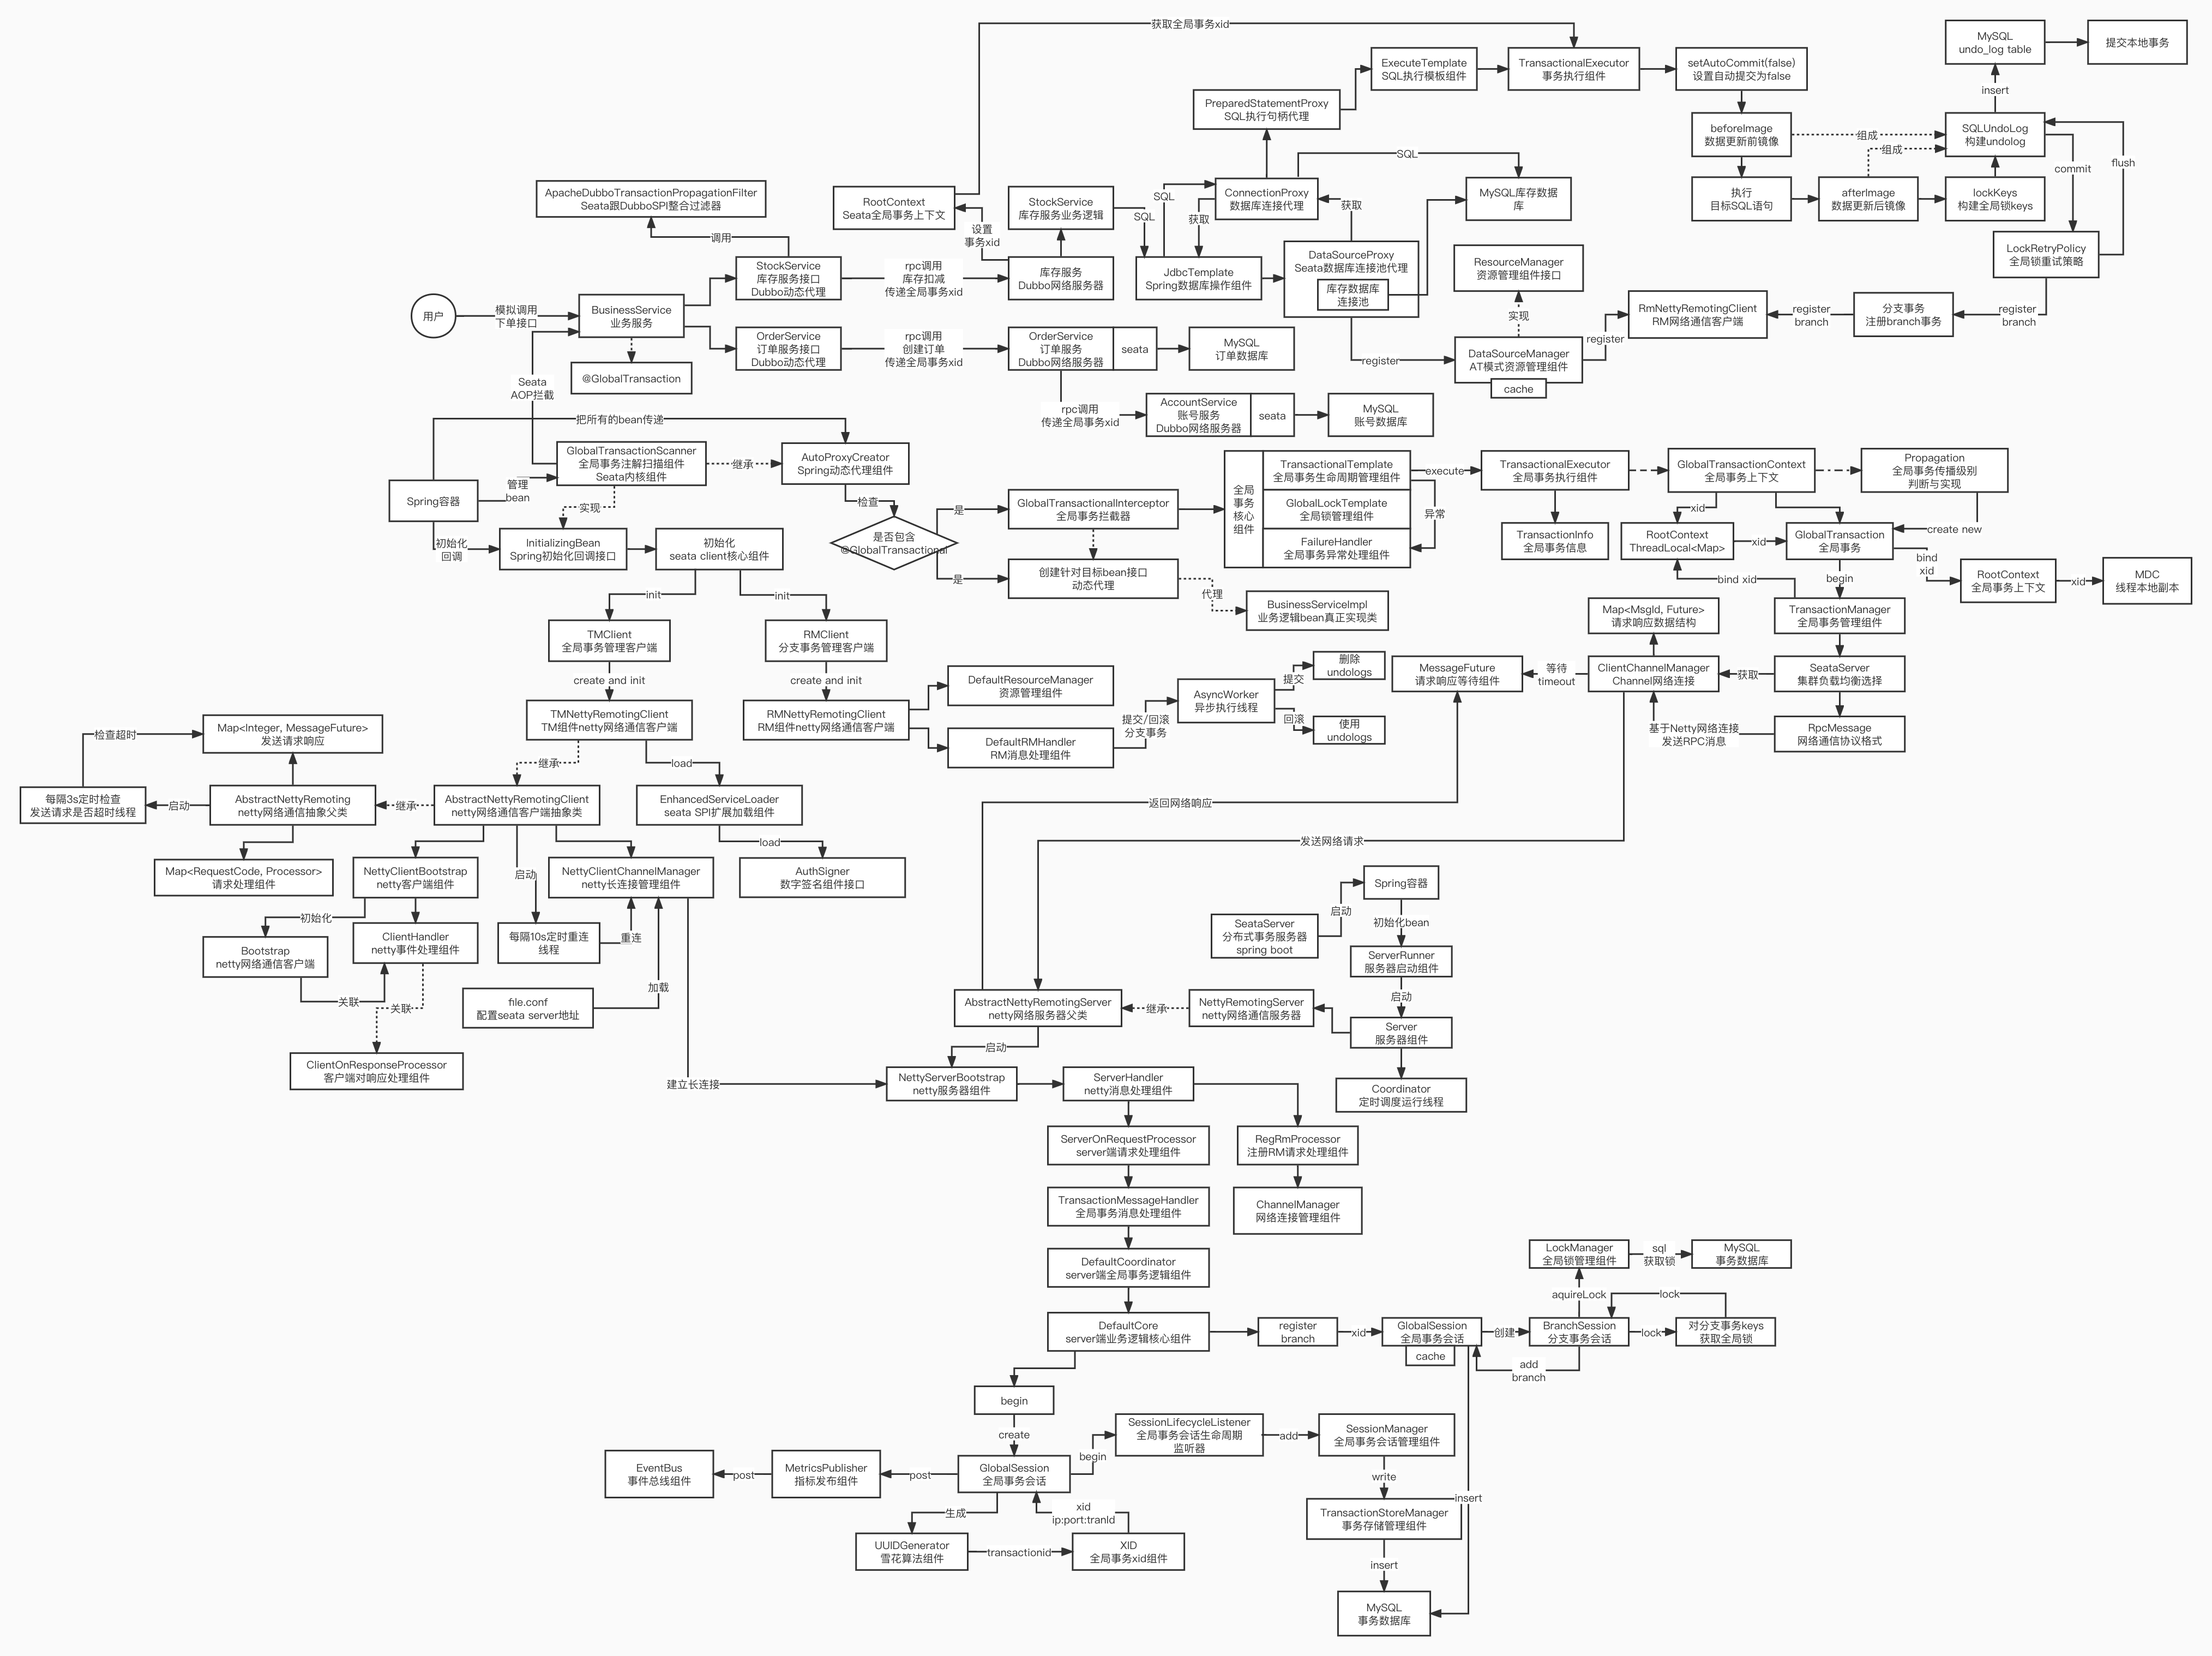 获取全局事务xid
MySQL
undo_log table
提交本地事务
ExecuteTemplate
SQL执行模板组件
TransactionalExecutor
事务执行组件
setAutoCommit(false)
设置自动提交为false
insert
PreparedStatementProxy
SQL执行句柄代理
beforeImage
数据更新前镜像
组成
SQLUndoLog
构建undolog
组成
commit
flush
SQL
ApacheDubboTransactionPropagationFilter
Seata跟DubboSPI整合过滤器
RootContext
Seata全局事务上下文
StockService
库存服务业务逻辑
SQL
SQL
ConnectionProxy
数据库连接代理
获取
获取
MySQL库存数据
库
执行
目标SQL语句
afterImage
数据更新后镜像
lockKeys
构建全局锁keys
调用
设置
事务xid
LockRetryPolicy
全局锁重试策略
StockService
库存服务接口
Dubbo动态代理
rpc调用
库存扣减
传递全局事务xid
库存服务
Dubbo网络服务器
JdbcTemplate
Spring数据库操作组件
DataSourceProxy
Seata数据库连接池代理
库存数据库
连接池
ResourceManager
资源管理组件接口
用户
模拟调用
下单接口
BusinessService
业务服务
实现
RmNettyRemotingClient
RM网络通信客户端
register
branch
分支事务
注册branch事务
register
branch
OrderService
订单服务接口
Dubbo动态代理
rpc调用
创建订单
传递全局事务xid
OrderService
订单服务
Dubbo网络服务器
seata
MySQL
订单数据库
register
DataSourceManager
AT模式资源管理组件
cache
register
@GlobalTransaction
Seata
AOP拦截
rpc调用
传递全局事务xid
AccountService
账号服务
Dubbo网络服务器
seata
MySQL
账号数据库
把所有的bean传递
GlobalTransactionScanner
全局事务注解扫描组件
Seata内核组件
继承
AutoProxyCreator
Spring动态代理组件
Spring容器
管理
bean
实现
检查
初始化
回调
InitializingBean
Spring初始化回调接口
初始化
seata client核心组件
是否包含
@GlobalTransactional
是
是
GlobalTransactionalInterceptor
全局事务拦截器
创建针对目标bean接口
动态代理
代理
BusinessServiceImpl
业务逻辑bean真正实现类
全局
事务
核心
组件
TransactionalTemplate
全局事务生命周期管理组件
GlobalLockTemplate
全局锁管理组件
FailureHandler
全局事务异常处理组件
execute
异常
TransactionalExecutor
全局事务执行组件
TransactionInfo
全局事务信息
GlobalTransactionContext
全局事务上下文
Propagation
全局事务传播级别
判断与实现
xid
create new
RootContext
ThreadLocal<Map>
xid
GlobalTransaction
全局事务
bind
xid
RootContext
全局事务上下文
xid
MDC
线程本地副本
bind xid
begin
Map<MsgId, Future>
请求响应数据结构
TransactionManager
全局事务管理组件
init
init
TMClient
全局事务管理客户端
RMClient
分支事务管理客户端
create and init
create and init
MessageFuture
请求响应等待组件
等待
timeout
ClientChannelManager
Channel网络连接
获取
SeataServer
集群负载均衡选择
基于Netty网络连接
发送RPC消息
RpcMessage
网络通信协议格式
TMNettyRemotingClient
TM组件netty网络通信客户端
RMNettyRemotingClient
RM组件netty网络通信客户端
DefaultResourceManager
资源管理组件
DefaultRMHandler
RM消息处理组件
提交/回滚
分支事务
AsyncWorker
异步执行线程
提交
删除
undologs
回滚
使用
undologs
检查超时
Map<Integer, MessageFuture>
发送请求响应
继承
load
每隔3s定时检查
发送请求是否超时线程
启动
AbstractNettyRemoting
netty网络通信抽象父类
继承
AbstractNettyRemotingClient
netty网络通信客户端抽象类
EnhancedServiceLoader
seata SPI扩展加载组件
返回网络响应
发送网络请求
load
Map<RequestCode, Processor>
请求处理组件
NettyClientBootstrap
netty客户端组件
启动
NettyClientChannelManager
netty长连接管理组件
AuthSigner
数字签名组件接口
初始化
Bootstrap
netty网络通信客户端
ClientHandler
netty事件处理组件
每隔10s定时重连
线程
重连
关联
关联
file.conf
配置seata server地址
加载
ClientOnResponseProcessor
客户端对响应处理组件
建立长连接
Spring容器
启动
SeataServer
分布式事务服务器
spring boot
初始化bean
ServerRunner
服务器启动组件
启动
AbstractNettyRemotingServer
netty网络服务器父类
继承
NettyRemotingServer
netty网络通信服务器
Server
服务器组件
启动
NettyServerBootstrap
netty服务器组件
ServerHandler
netty消息处理组件
Coordinator
定时调度运行线程
ServerOnRequestProcessor
server端请求处理组件
RegRmProcessor
注册RM请求处理组件
TransactionMessageHandler
全局事务消息处理组件
ChannelManager
网络连接管理组件
DefaultCoordinator
server端全局事务逻辑组件
LockManager
全局锁管理组件
sql
获取锁
MySQL
事务数据库
aquireLock
lock
DefaultCore
server端业务逻辑核心组件
register
branch
xid
GlobalSession
全局事务会话
cache
创建
BranchSession
分支事务会话
lock
对分支事务keys
获取全局锁
add
branch
begin
create
SessionLifecycleListener
全局事务会话生命周期
监听器
add
SessionManager
全局事务会话管理组件
begin
EventBus
事件总线组件
post
MetricsPublisher
指标发布组件
post
GlobalSession
全局事务会话
write
insert
生成
xid
ip:port:tranId
TransactionStoreManager
事务存储管理组件
UUIDGenerator
雪花算法组件
transactionid
XID
全局事务xid组件
insert
MySQL
事务数据库